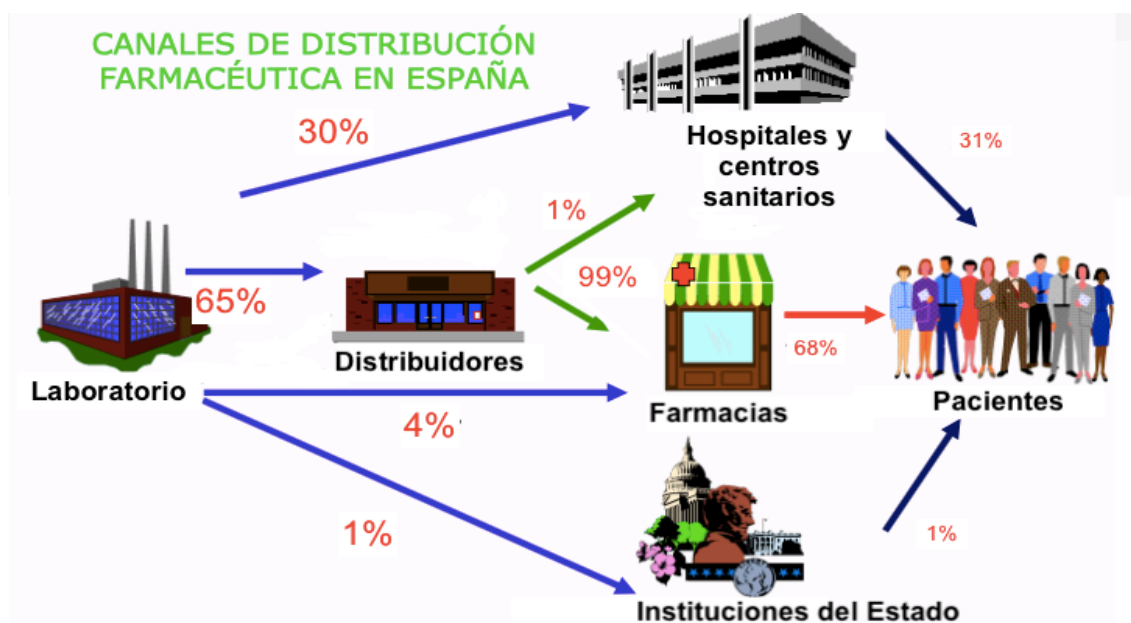 CANALES DE DISTRIBUCIÓN
FARMACÉUTICA EN ESPAÑA
30%
Hospitales y
centros
sanitarios
31%
1%
65%
99%
Distribuidores
Laboratorio
68%
Farmacias
Pacientes
4%
1%
1%
Instituciones del Estado